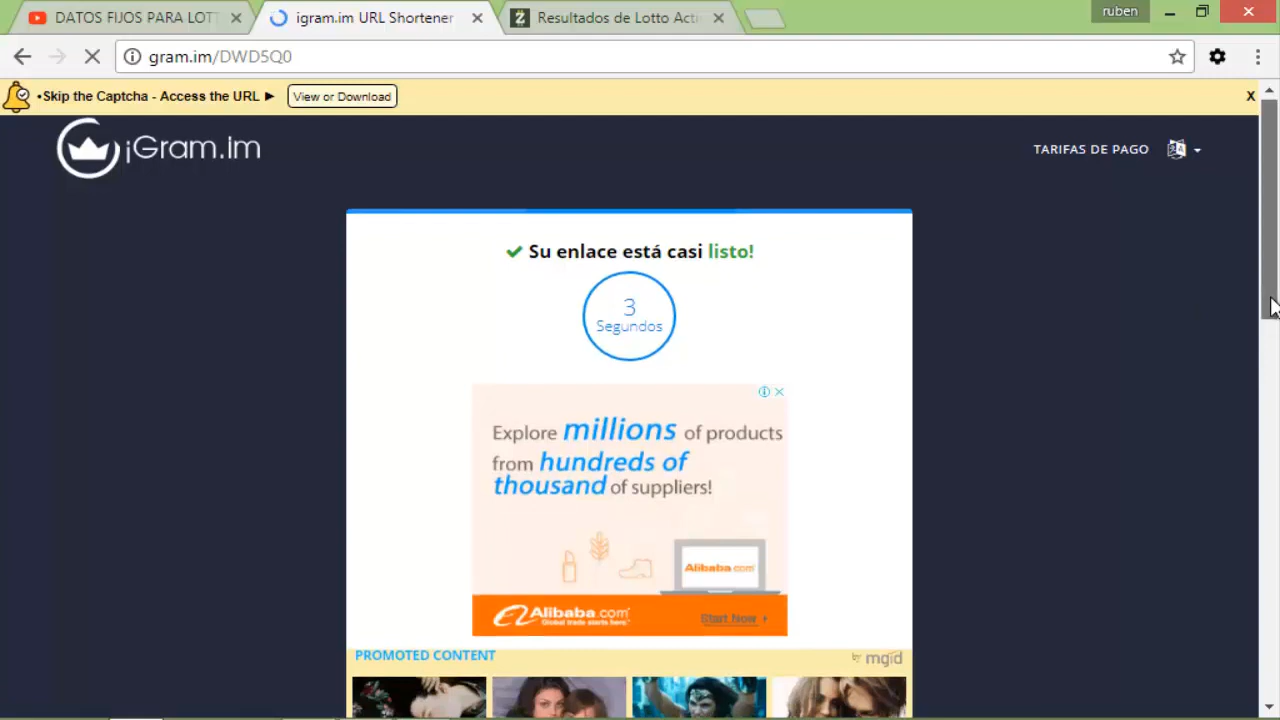 DATOS FIJOS PARA LOTT
igram.im URL Shortener
Resultados de Lotto Acti
ruben
gram.im/DWD5Q0
•Skip the Captcha - Access the URL ►
View or Download
X
iGram.im
TARIFAS DE PAGO
Su enlace está casi listo!
3
Segundos
Explore millions of products
from hundreds of
thousand of suppliers!
Alibaba.com
Alibaba.com
Global trade starts here.
Start Now
PROMOTED CONTENT
by mgid